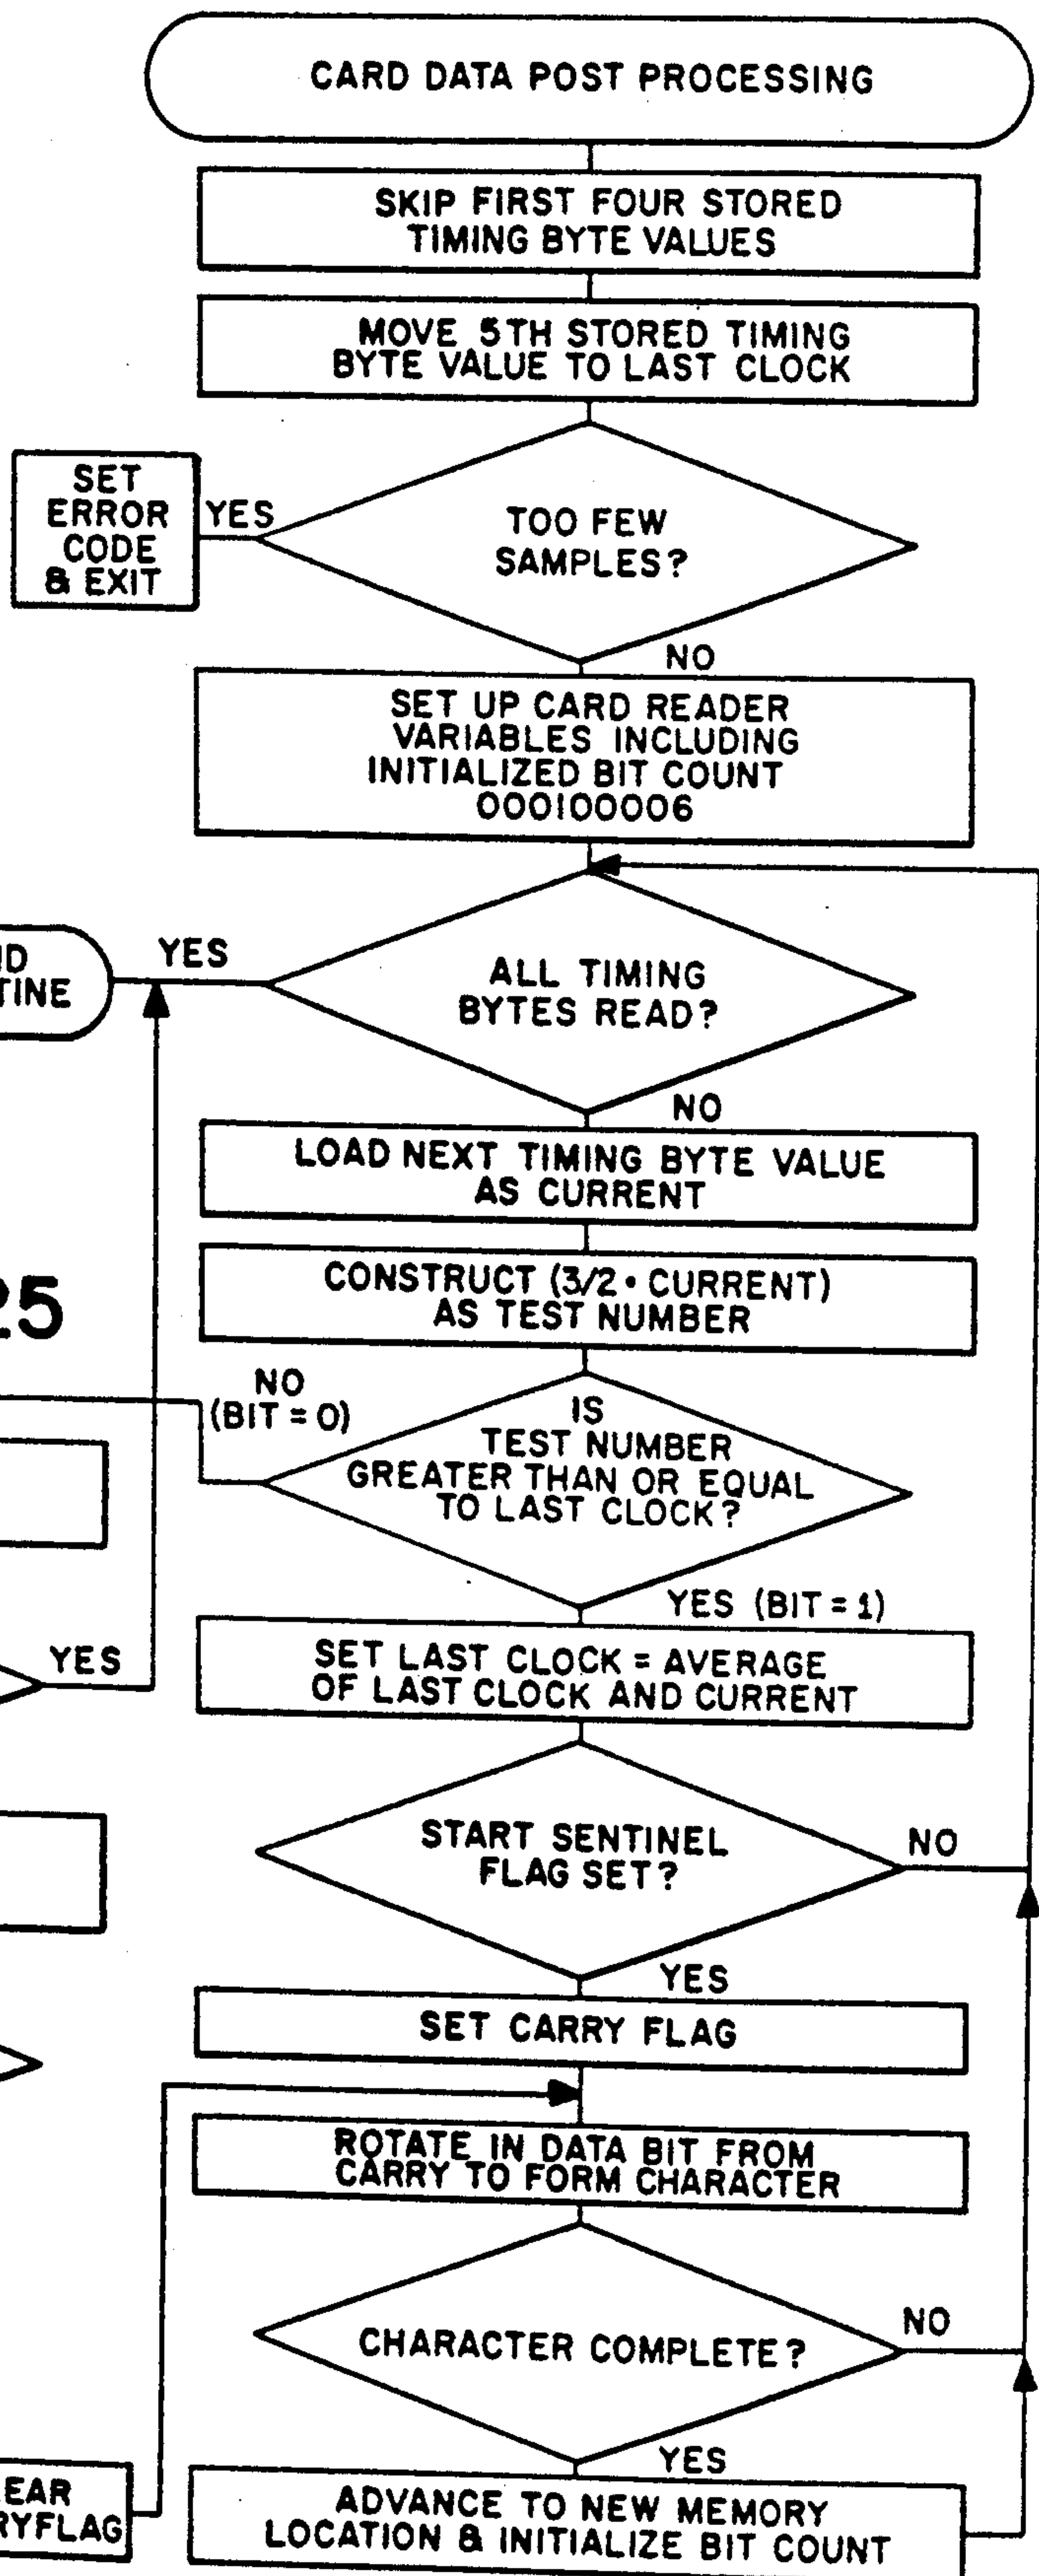 CARD DATA POST PROCESSING
SKIP FIRST FOUR STORED
TIMING BYTE VALUES
MOVE 5TH STORED TIMING
BYTE VALUE TO LAST CLOCK
SET
ERROR
CODE
& EXIT
YES
TOO FEW
SAMPLES?
NO
SET UP CARD READER
VARIABLES INCLUDING
INITIALIZED BIT COUNT
000100006
YES
ALL TIMING
BYTES READ?
TINE
NO
LOAD NEXT TIMING BYTE VALUE
AS CURRENT
25
CONSTRUCT (3/2 • CURRENT)
AS TEST NUMBER
NO
(BIT = 0)
IS
TEST NUMBER
GREATER THAN OR EQUAL
TO LAST CLOCK?
YES (BIT = 1)
YES
SET LAST CLOCK = AVERAGE
OF LAST CLOCK AND CURRENT
START SENTINEL
FLAG SET?
NO
YES
SET CARRY FLAG
ROTATE IN DATA BIT FROM
CARRY TO FORM CHARACTER
CHARACTER COMPLETE?
NO
YES
EAR
RYFLAG
ADVANCE TO NEW MEMORY
LOCATION & INITIALIZE BIT COUNT